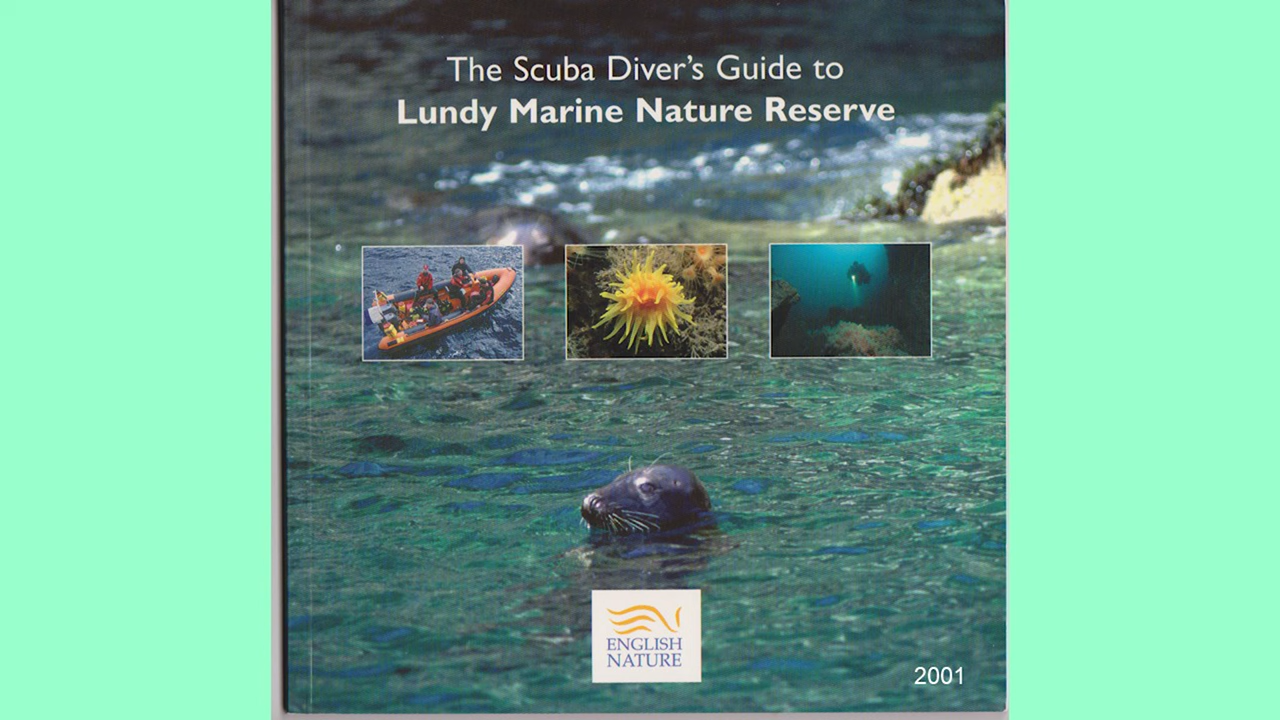 The Scuba Diver's Guide to
Lundy Marine Nature Reserve
ENGLISH
NATURE
2001